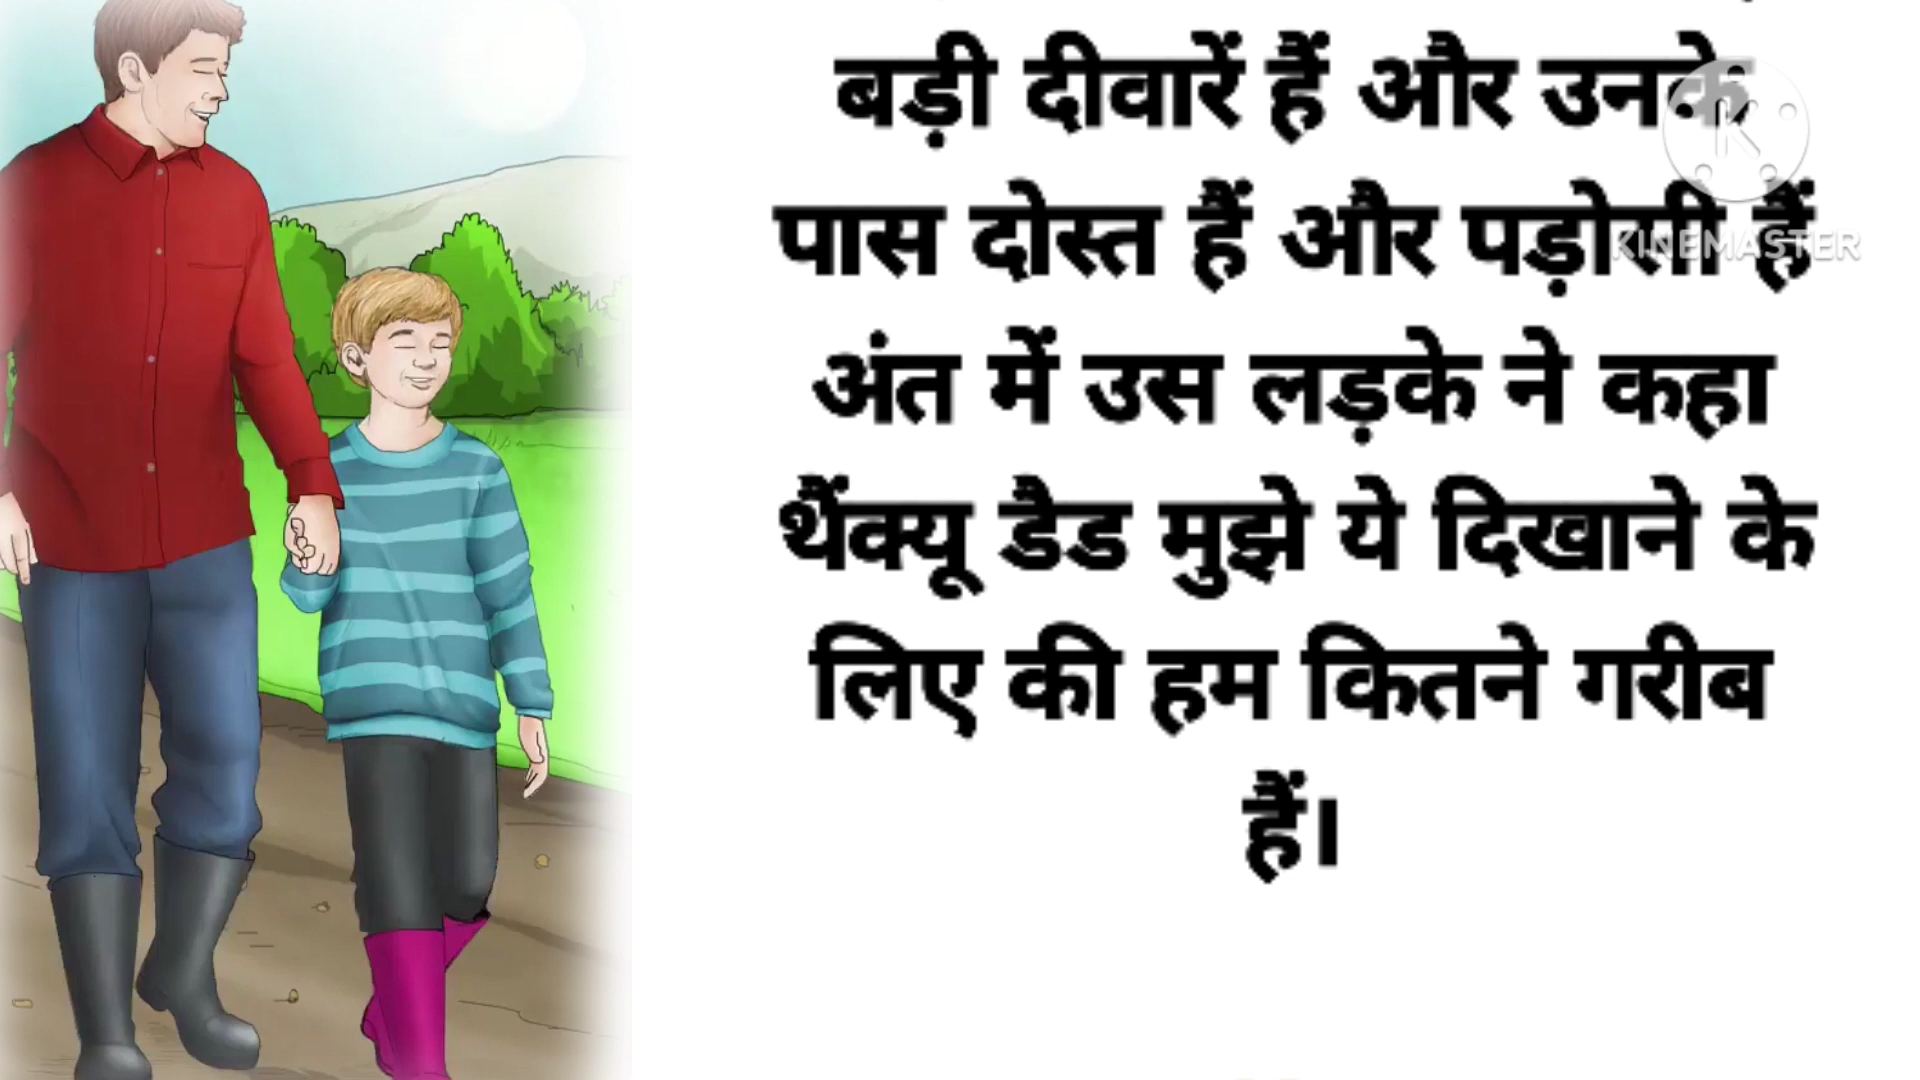 बड़ी दीवारें हैं और उनके
पास दोस्त हैं और पड़ोसी हैं
अंत में उस लड़के ने कहा
थैंक्यू डैड मुझे ये दिखाने के
लिए की हम कितने गरीब
हैं।
KINEMASTER